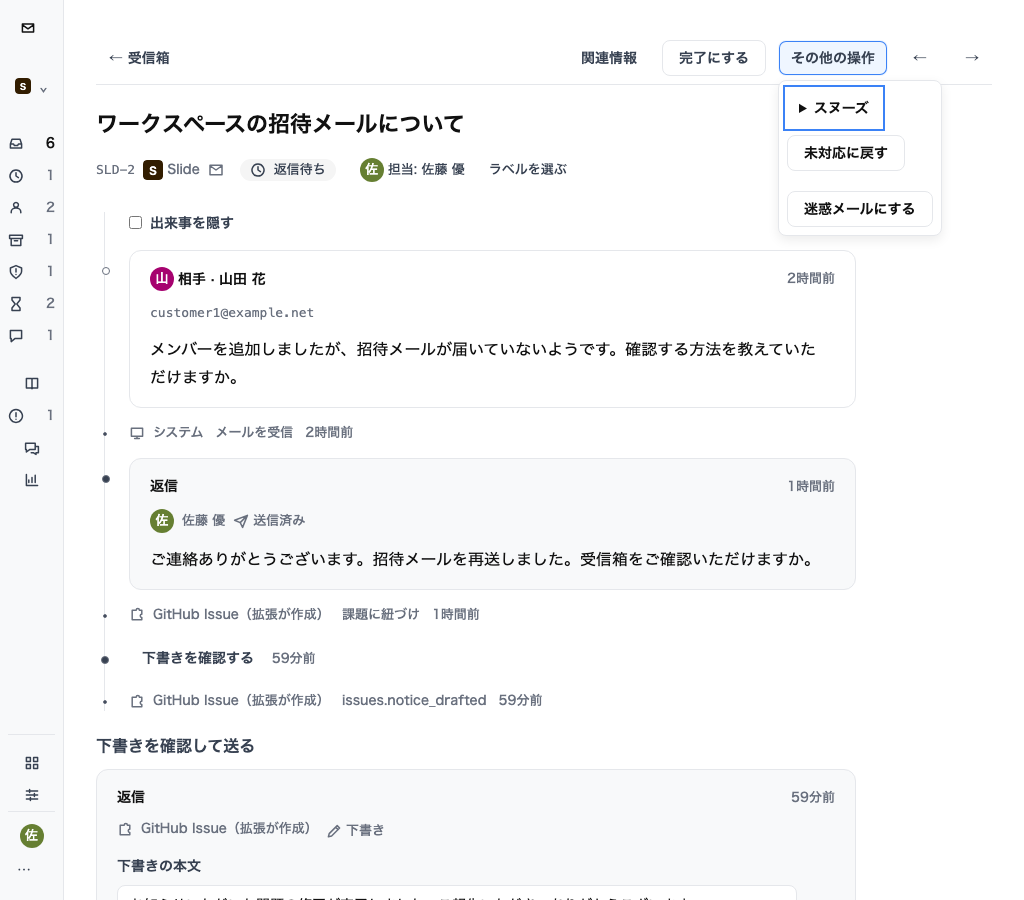 ← 受信箱
関連情報 完了にする その他の操作 ← →
▶ スヌーズ
未対応に戻す
迷惑メールにする
S
6
1
2
1
1
2
1
1
佐
…
ワークスペースの招待メールについて
SLD-2 S Slide 返信待ち 佐 担当: 佐藤 優 ラベルを選ぶ
出来事を隠す
山 相手 · 山田 花 2時間前
customer1@example.net
メンバーを追加しましたが、招待メールが届いていないようです。確認する方法を教えていた
だけますか。
システム メールを受信 2時間前
返信 1時間前
佐 佐藤 優 送信済み
ご連絡ありがとうございます。招待メールを再送しました。受信箱をご確認いただけますか。
GitHub Issue（拡張が作成） 課題に紐づけ 1時間前
下書きを確認する 59分前
GitHub Issue（拡張が作成） issues.notice_drafted 59分前
下書きを確認して送る
返信 59分前
GitHub Issue（拡張が作成） 下書き
下書きの本文